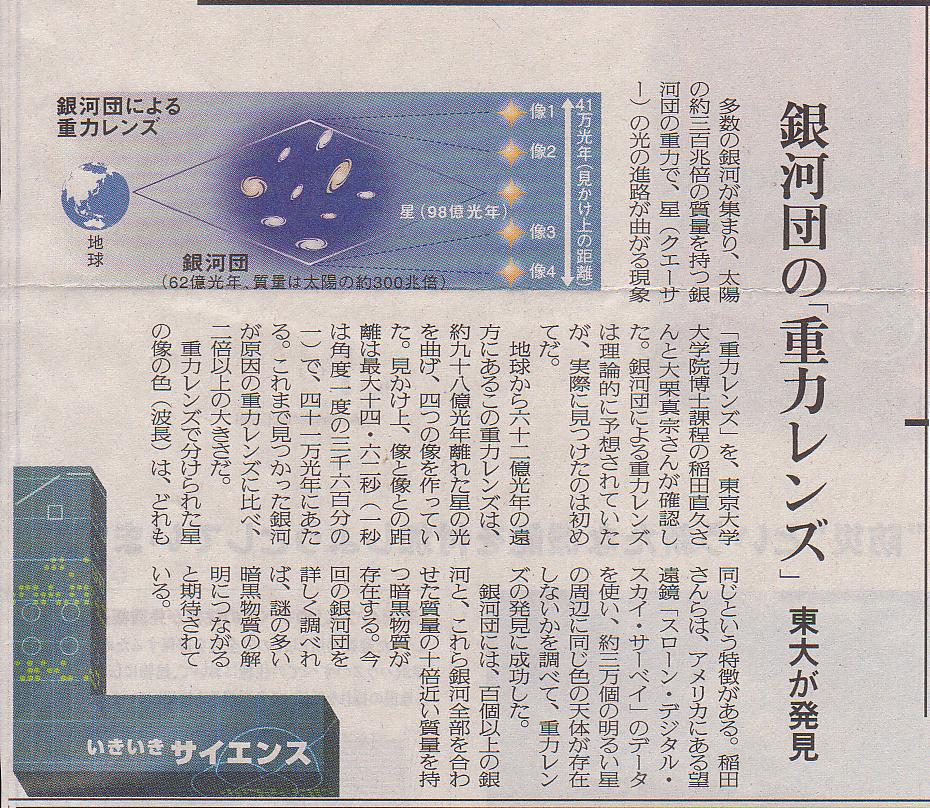 銀河団の「重力レンズ」
東大が発見
多数の銀河が集まり、太陽
の約三百兆倍の質量を持つ銀
河団の重力で、星（クエーサ
ー）の光の進路が曲がる現象
「重力レンズ」を、東京大学
大学院博士課程の稲田直久さ
んと大栗真宗さんが確認し
た。銀河団による重力レンズ
は理論的に予想されていた
が、実際に見つけたのは初め
てだ。
地球から六十二億光年の遠
方にあるこの重力レンズは、
約九十八億光年離れた星の光
を曲げ、四つの像を作ってい
た。見かけ上、像と像との距
離は最大十四・六二秒（一秒
は角度一度の三千六百分の
一）で、四十一万光年にあた
る。これまで見つかった銀河
が原因の重力レンズに比べ、
二倍以上の大きさだ。
重力レンズで分けられた星
の像の色（波長）は、どれも
同じという特徴がある。稲田
さんらは、アメリカにある望
遠鏡「スローン・デジタル・
スカイ・サーベイ」のデータ
を使い、約三万個の明るい星
の周辺に同じ色の天体が存在
しないかを調べて、重力レン
ズの発見に成功した。
銀河団には、百個以上の銀
河と、これら銀河全部を合わ
せた質量の十倍近い質量を持
つ暗黒物質が
存在する。今
回の銀河団を
詳しく調べれ
ば、謎の多い
暗黒物質の解
明につながる
と期待されて
いる。
銀河団による
重力レンズ
地球
銀河団
（62億光年、質量は太陽の約300兆倍）
星（98億光年）
像1
像2
像3
像4
41万光年（見かけ上の距離）
いきいきサイエンス